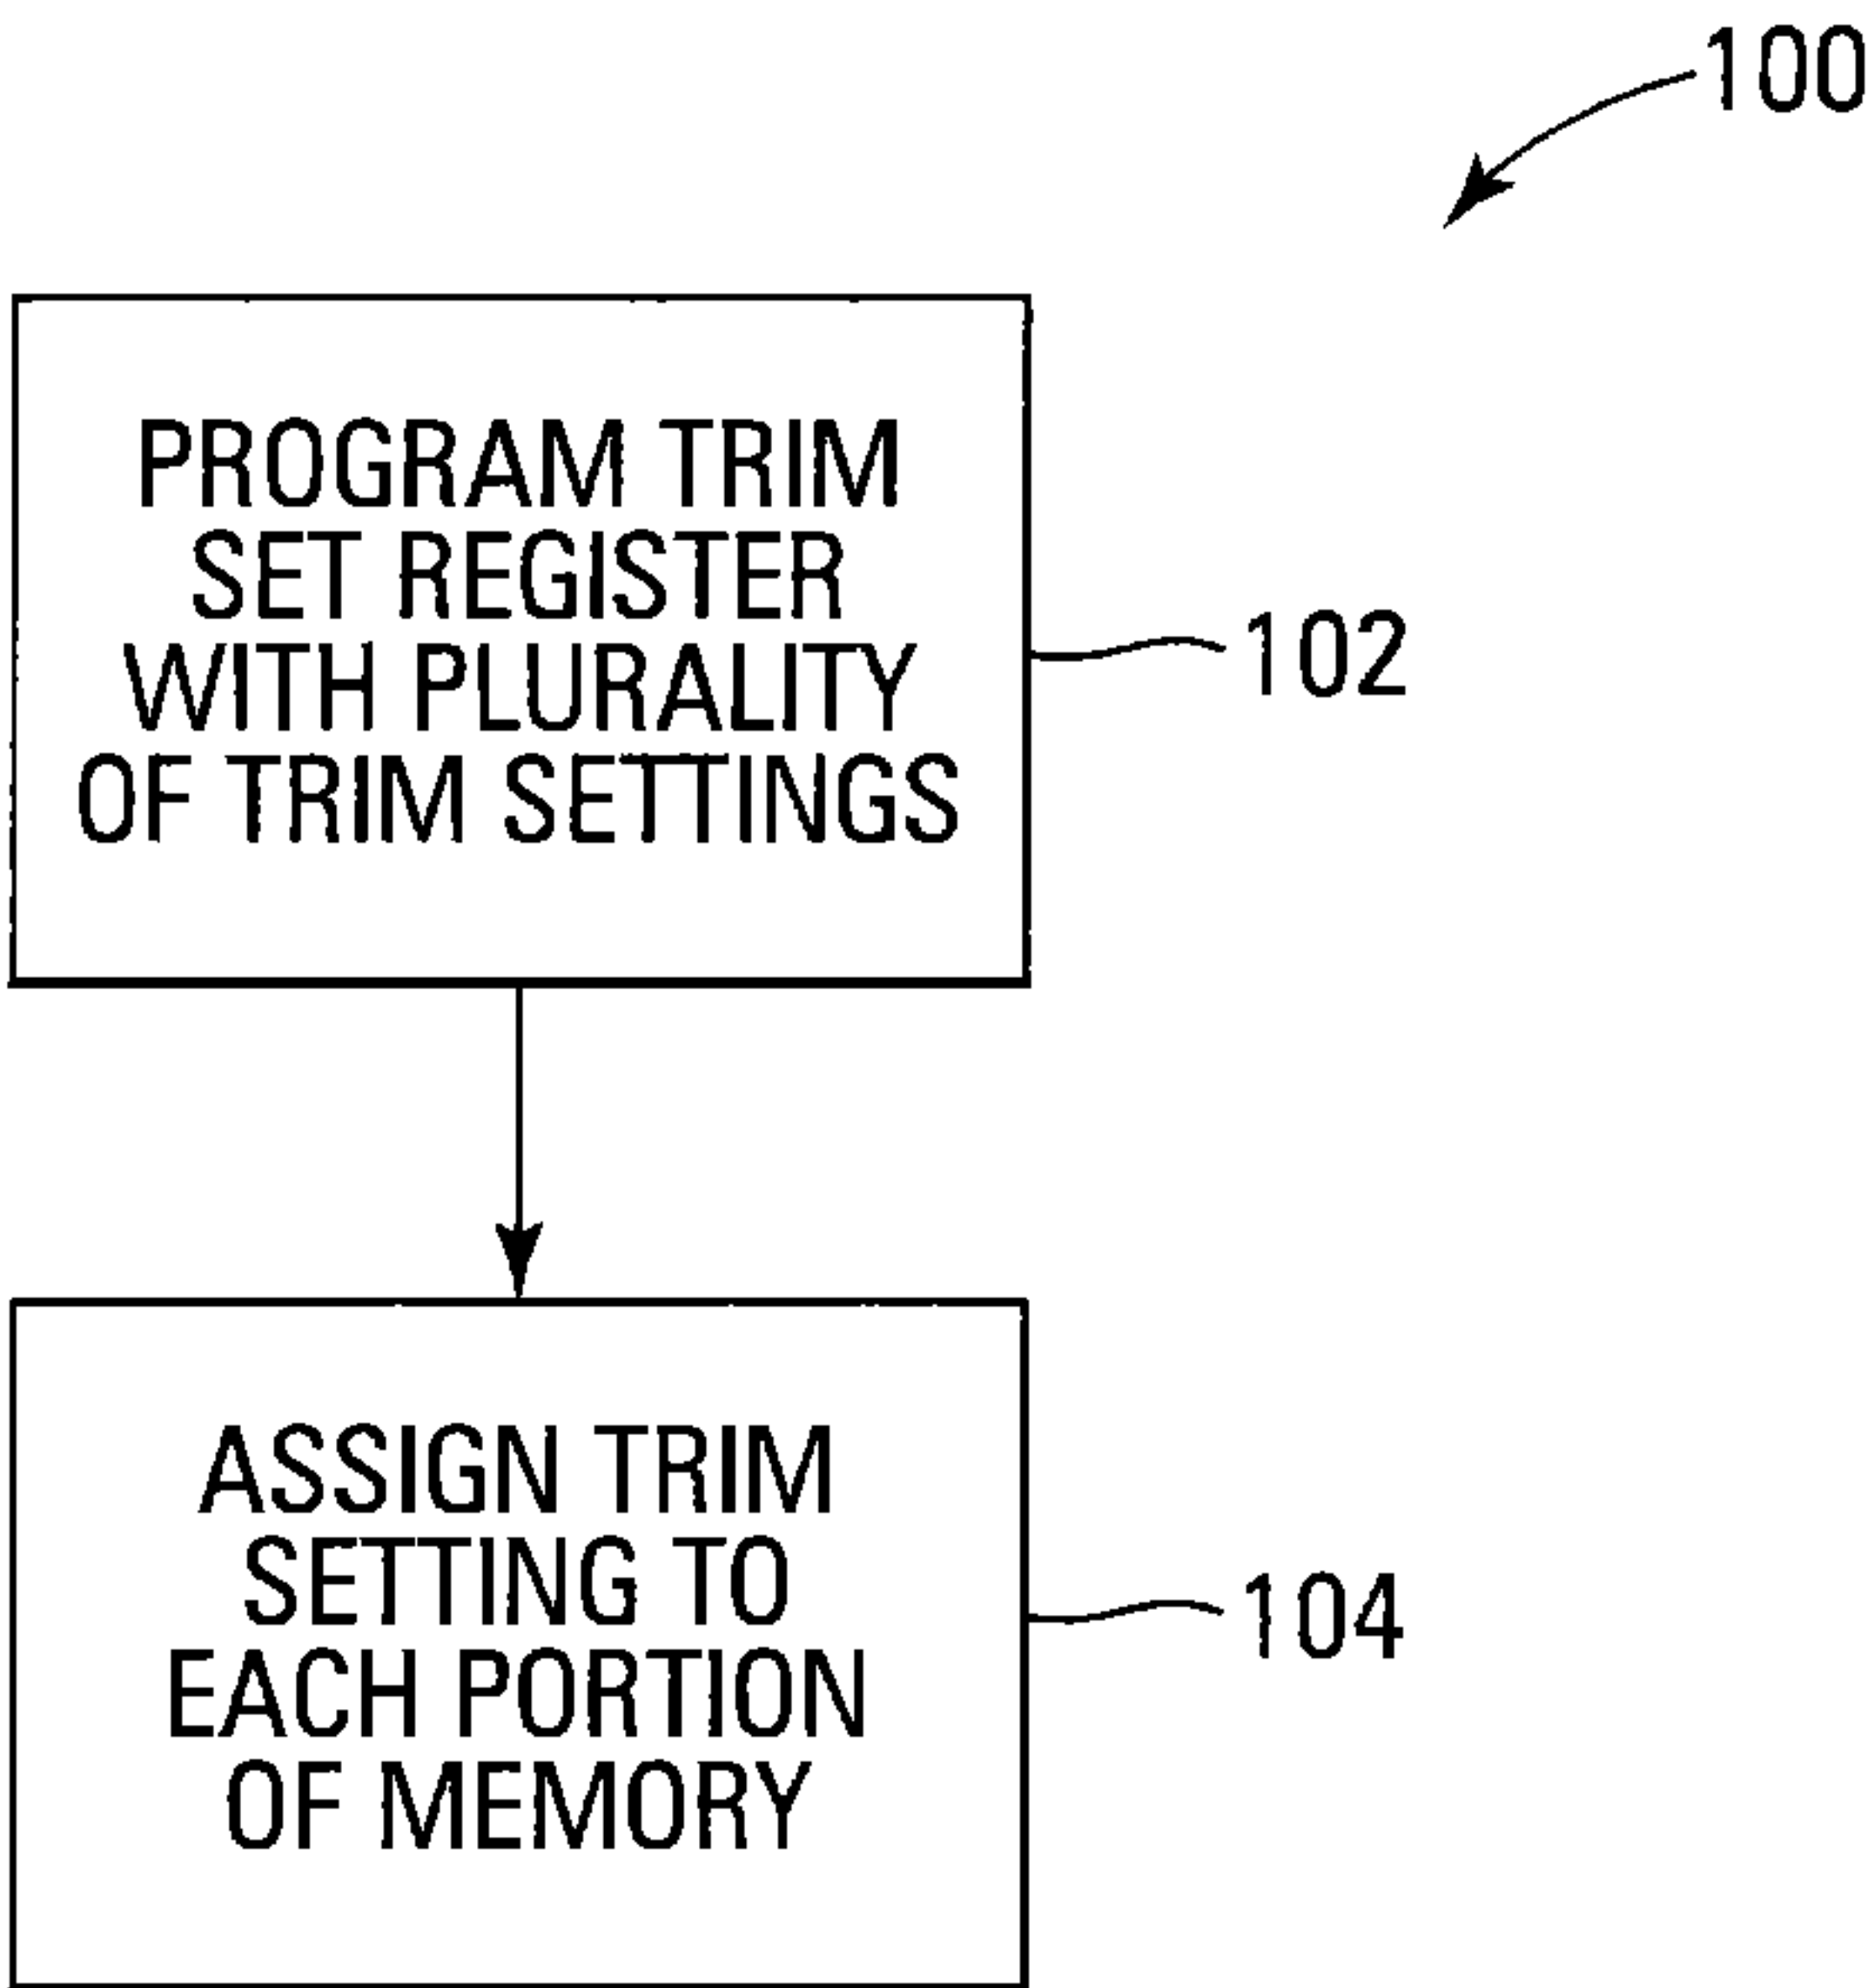 100
PROGRAM TRIM
SET REGISTER
WITH PLURALITY
OF TRIM SETTINGS
102
ASSIGN TRIM
SETTING TO
EACH PORTION
OF MEMORY
104